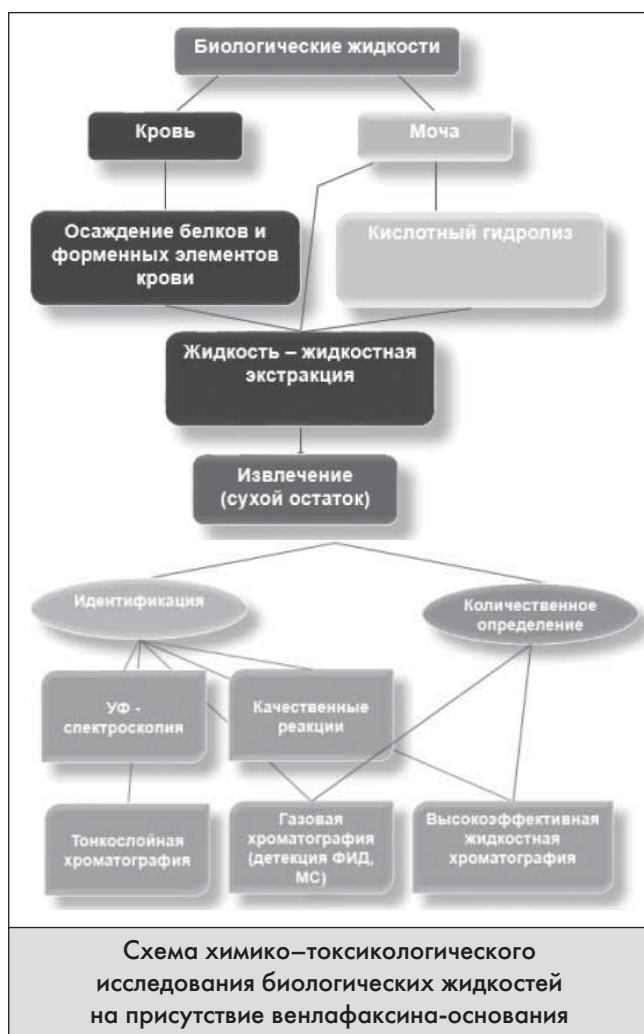 Биологические жидкости
Кровь
Моча
Осаждение белков и
форменных элементов
крови
Кислотный гидролиз
Жидкость – жидкостная
экстракция
Извлечение
(сухой остаток)
Идентификация
Количественное
определение
УФ -
спектроскопия
Качественные
реакции
Тонкослойная
хроматография
Газовая
хроматография
(детекция ФИД,
МС)
Высокоэффективная
жидкостная
хроматография
Схема химико–токсикологического
исследования биологических жидкостей
на присутствие венлафаксина-основания